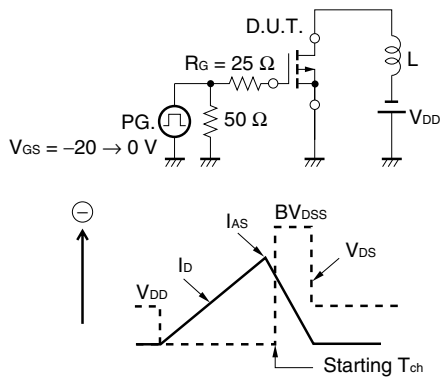 D.U.T.
RG = 25 Ω
L
PG.
50 Ω
VDD
VGS = −20 → 0 V
−
IAS
BVDSS
ID
VDS
VDD
Starting Tch